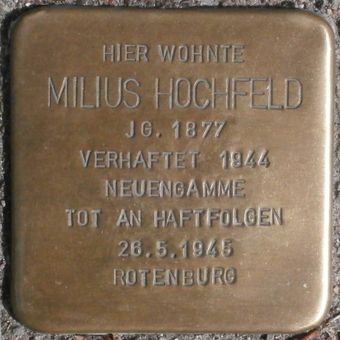 HIER WOHNTE
MILIUS HOCHFELD
JG. 1877
VERHAFTET 1944
NEUENGAMME
TOT AN HAFTFOLGEN
26.5.1945
ROTENBURG